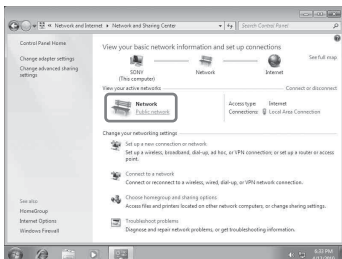 Network and Internet ▸ Network and Sharing Center
Search Control Panel
Control Panel Home
Change adapter settings
Change advanced sharing
settings
View your basic network information and set up connections
See full map
SONY
(This computer)
Network
Internet
View your active networks
Connect or disconnect
Network
Public network
Access type: Internet
Connections: Local Area Connection
Change your networking settings
Set up a new connection or network
Set up a wireless, broadband, dial-up, ad hoc, or VPN connection; or set up a router or access
point.
Connect to a network
Connect or reconnect to a wireless, wired, dial-up, or VPN network connection.
Choose homegroup and sharing options
Access files and printers located on other network computers, or change sharing settings.
Troubleshoot problems
Diagnose and repair network problems, or get troubleshooting information.
See also
HomeGroup
Internet Options
Windows Firewall